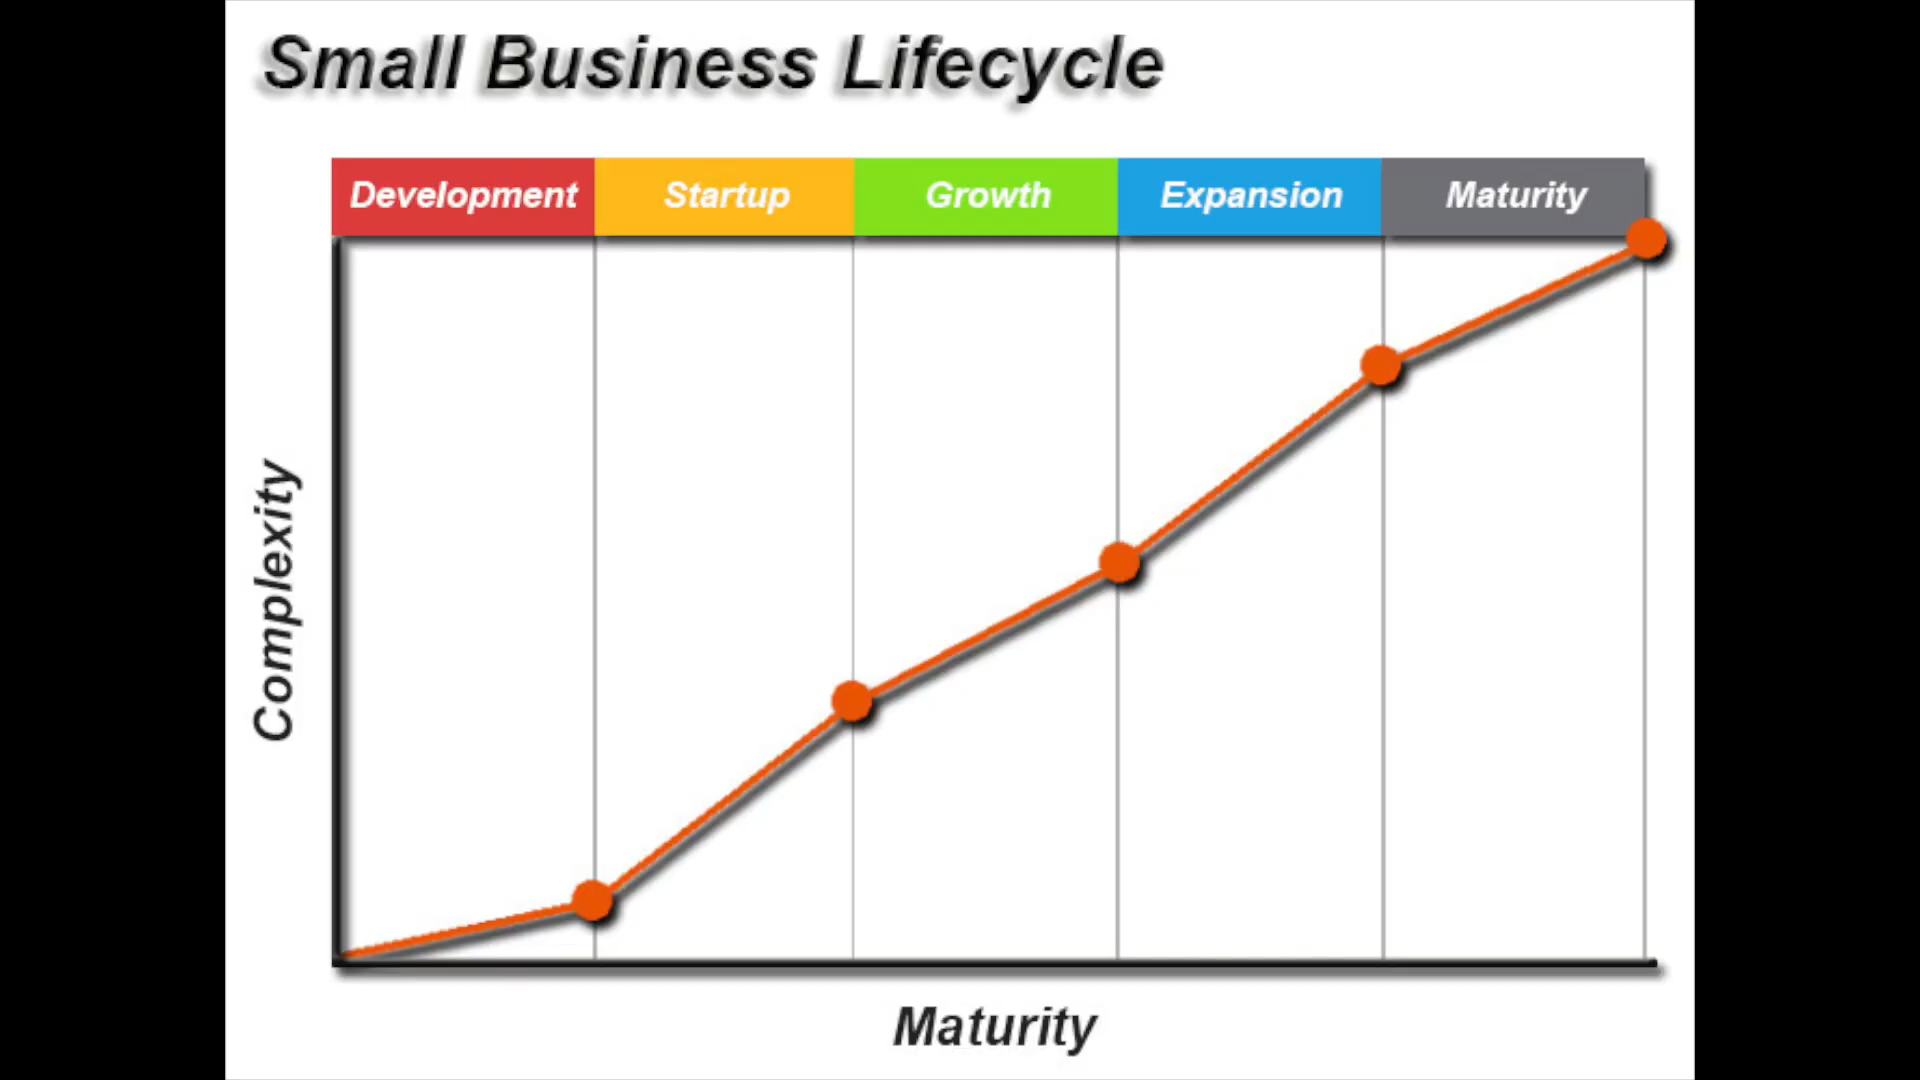 Small Business Lifecycle
Development Startup Growth Expansion Maturity
Complexity
Maturity